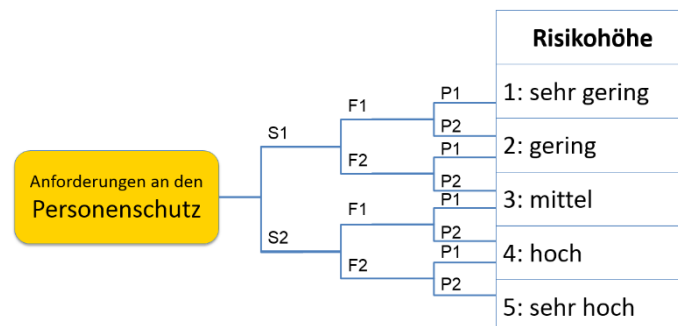 Risikohöhe
P1
1: sehr gering
F1
S1
P2
P1
2: gering
F2
Anforderungen an den
P2
3: mittel
Personenschutz
F1
P1
S2
P2
P1
4: hoch
F2
P2
5: sehr hoch